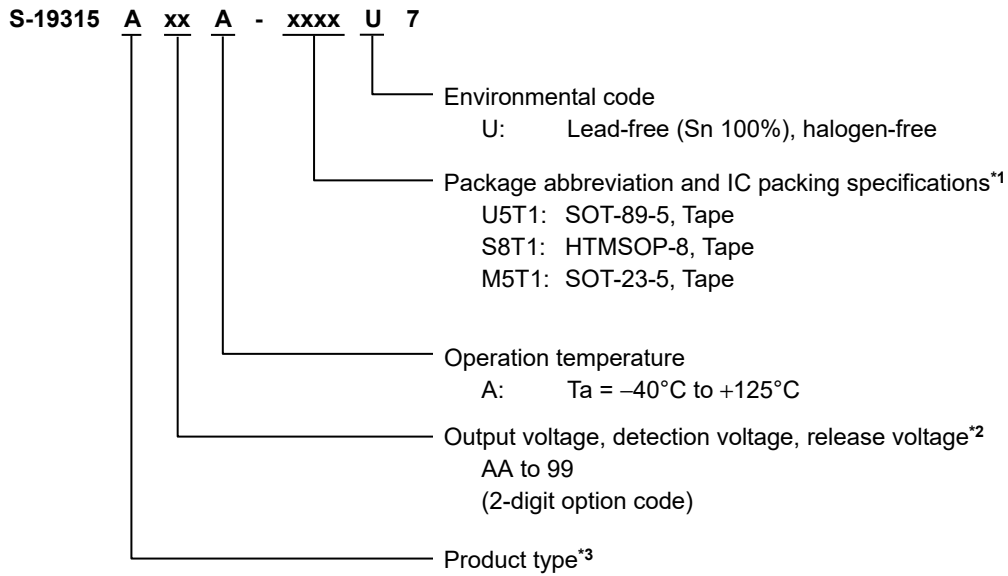 S-19315 A xx A - xxxx U 7
Environmental code
U: Lead-free (Sn 100%), halogen-free
Package abbreviation and IC packing specifications*1
U5T1: SOT-89-5, Tape
S8T1: HTMSOP-8, Tape
M5T1: SOT-23-5, Tape
Operation temperature
A: Ta = −40°C to +125°C
Output voltage, detection voltage, release voltage*2
AA to 99
(2-digit option code)
Product type*3